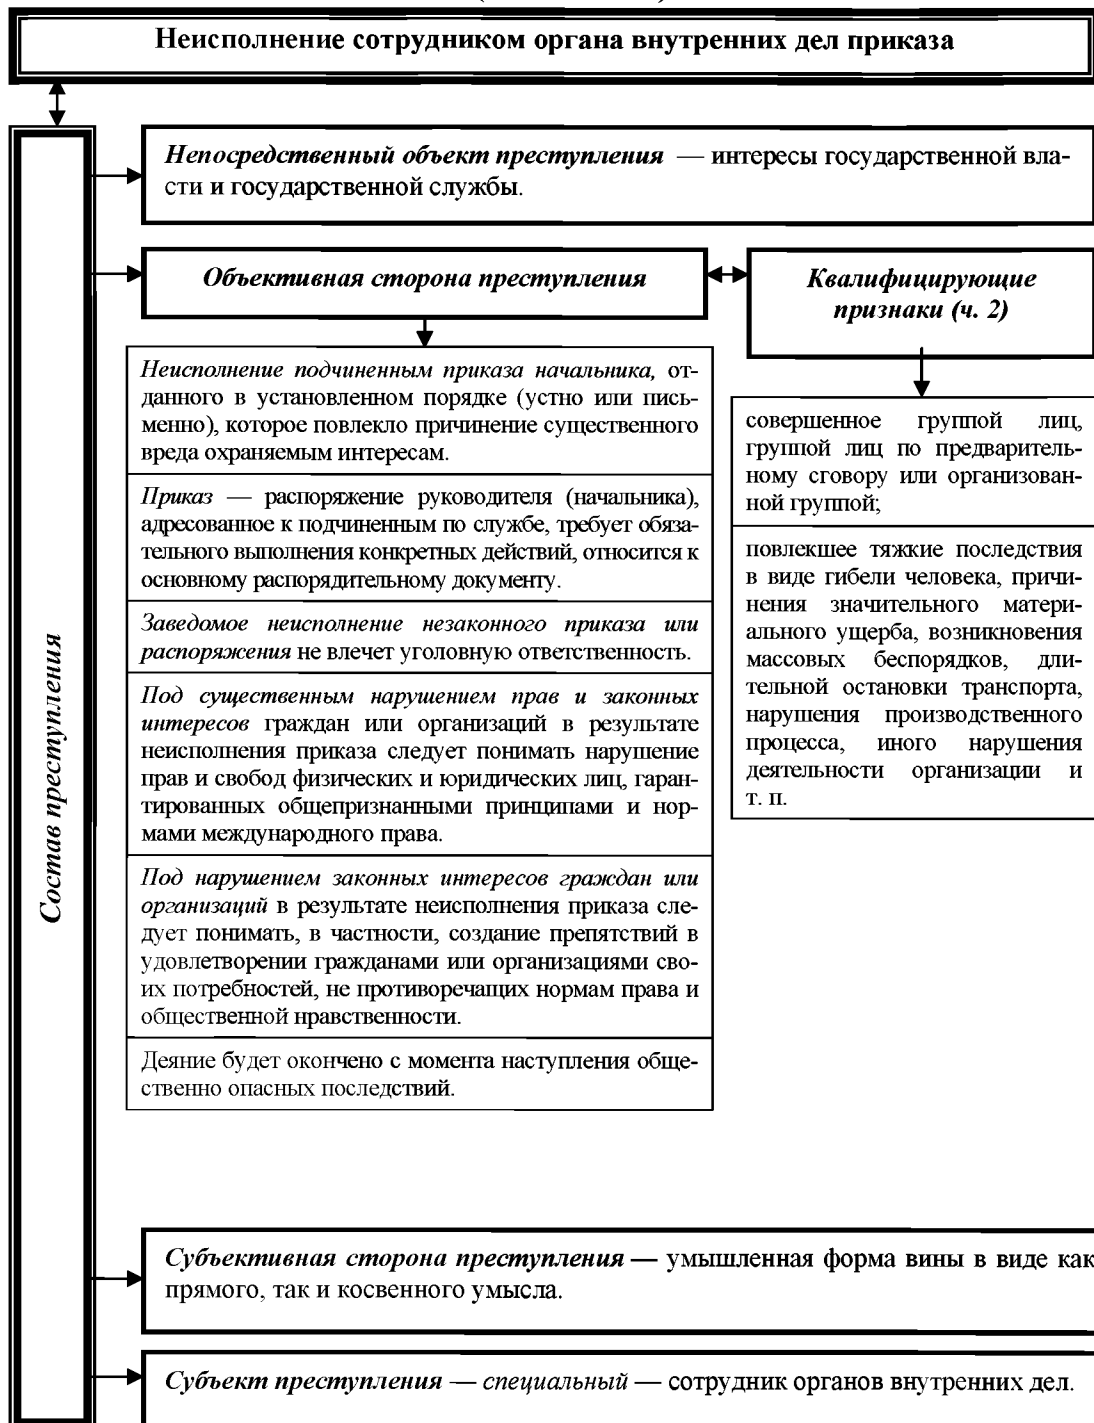 Неисполнение сотрудником органа внутренних дел приказа
Состав преступления
Непосредственный объект преступления — интересы государственной вла-
сти и государственной службы.
Объективная сторона преступления
Квалифицирующие
признаки (ч. 2)
Неисполнение подчиненным приказа начальника, от-
данного в установленном порядке (устно или пись-
менно), которое повлекло причинение существенного
вреда охраняемым интересам.
Приказ — распоряжение руководителя (начальника),
адресованное к подчиненным по службе, требует обяза-
тельного выполнения конкретных действий, относится к
основному распорядительному документу.
Заведомое неисполнение незаконного приказа или
распоряжения не влечет уголовную ответственность.
Под существенным нарушением прав и законных
интересов граждан или организаций в результате
неисполнения приказа следует понимать нарушение
прав и свобод физических и юридических лиц, гаран-
тированных общепризнанными принципами и нор-
мами международного права.
Под нарушением законных интересов граждан или
организаций в результате неисполнения приказа сле-
дует понимать, в частности, создание препятствий в
удовлетворении гражданами или организациями сво-
их потребностей, не противоречащих нормам права и
общественной нравственности.
Деяние будет окончено с момента наступления обще-
ственно опасных последствий.
совершенное группой лиц,
группой лиц по предваритель-
ному сговору или организован-
ной группой;
повлекшее тяжкие последствия
в виде гибели человека, причи-
нения значительного матери-
ального ущерба, возникновения
массовых беспорядков, дли-
тельной остановки транспорта,
нарушения производственного
процесса, иного нарушения
деятельности организации и
т. п.
Субъективная сторона преступления — умышленная форма вины в виде как
прямого, так и косвенного умысла.
Субъект преступления — специальный — сотрудник органов внутренних дел.